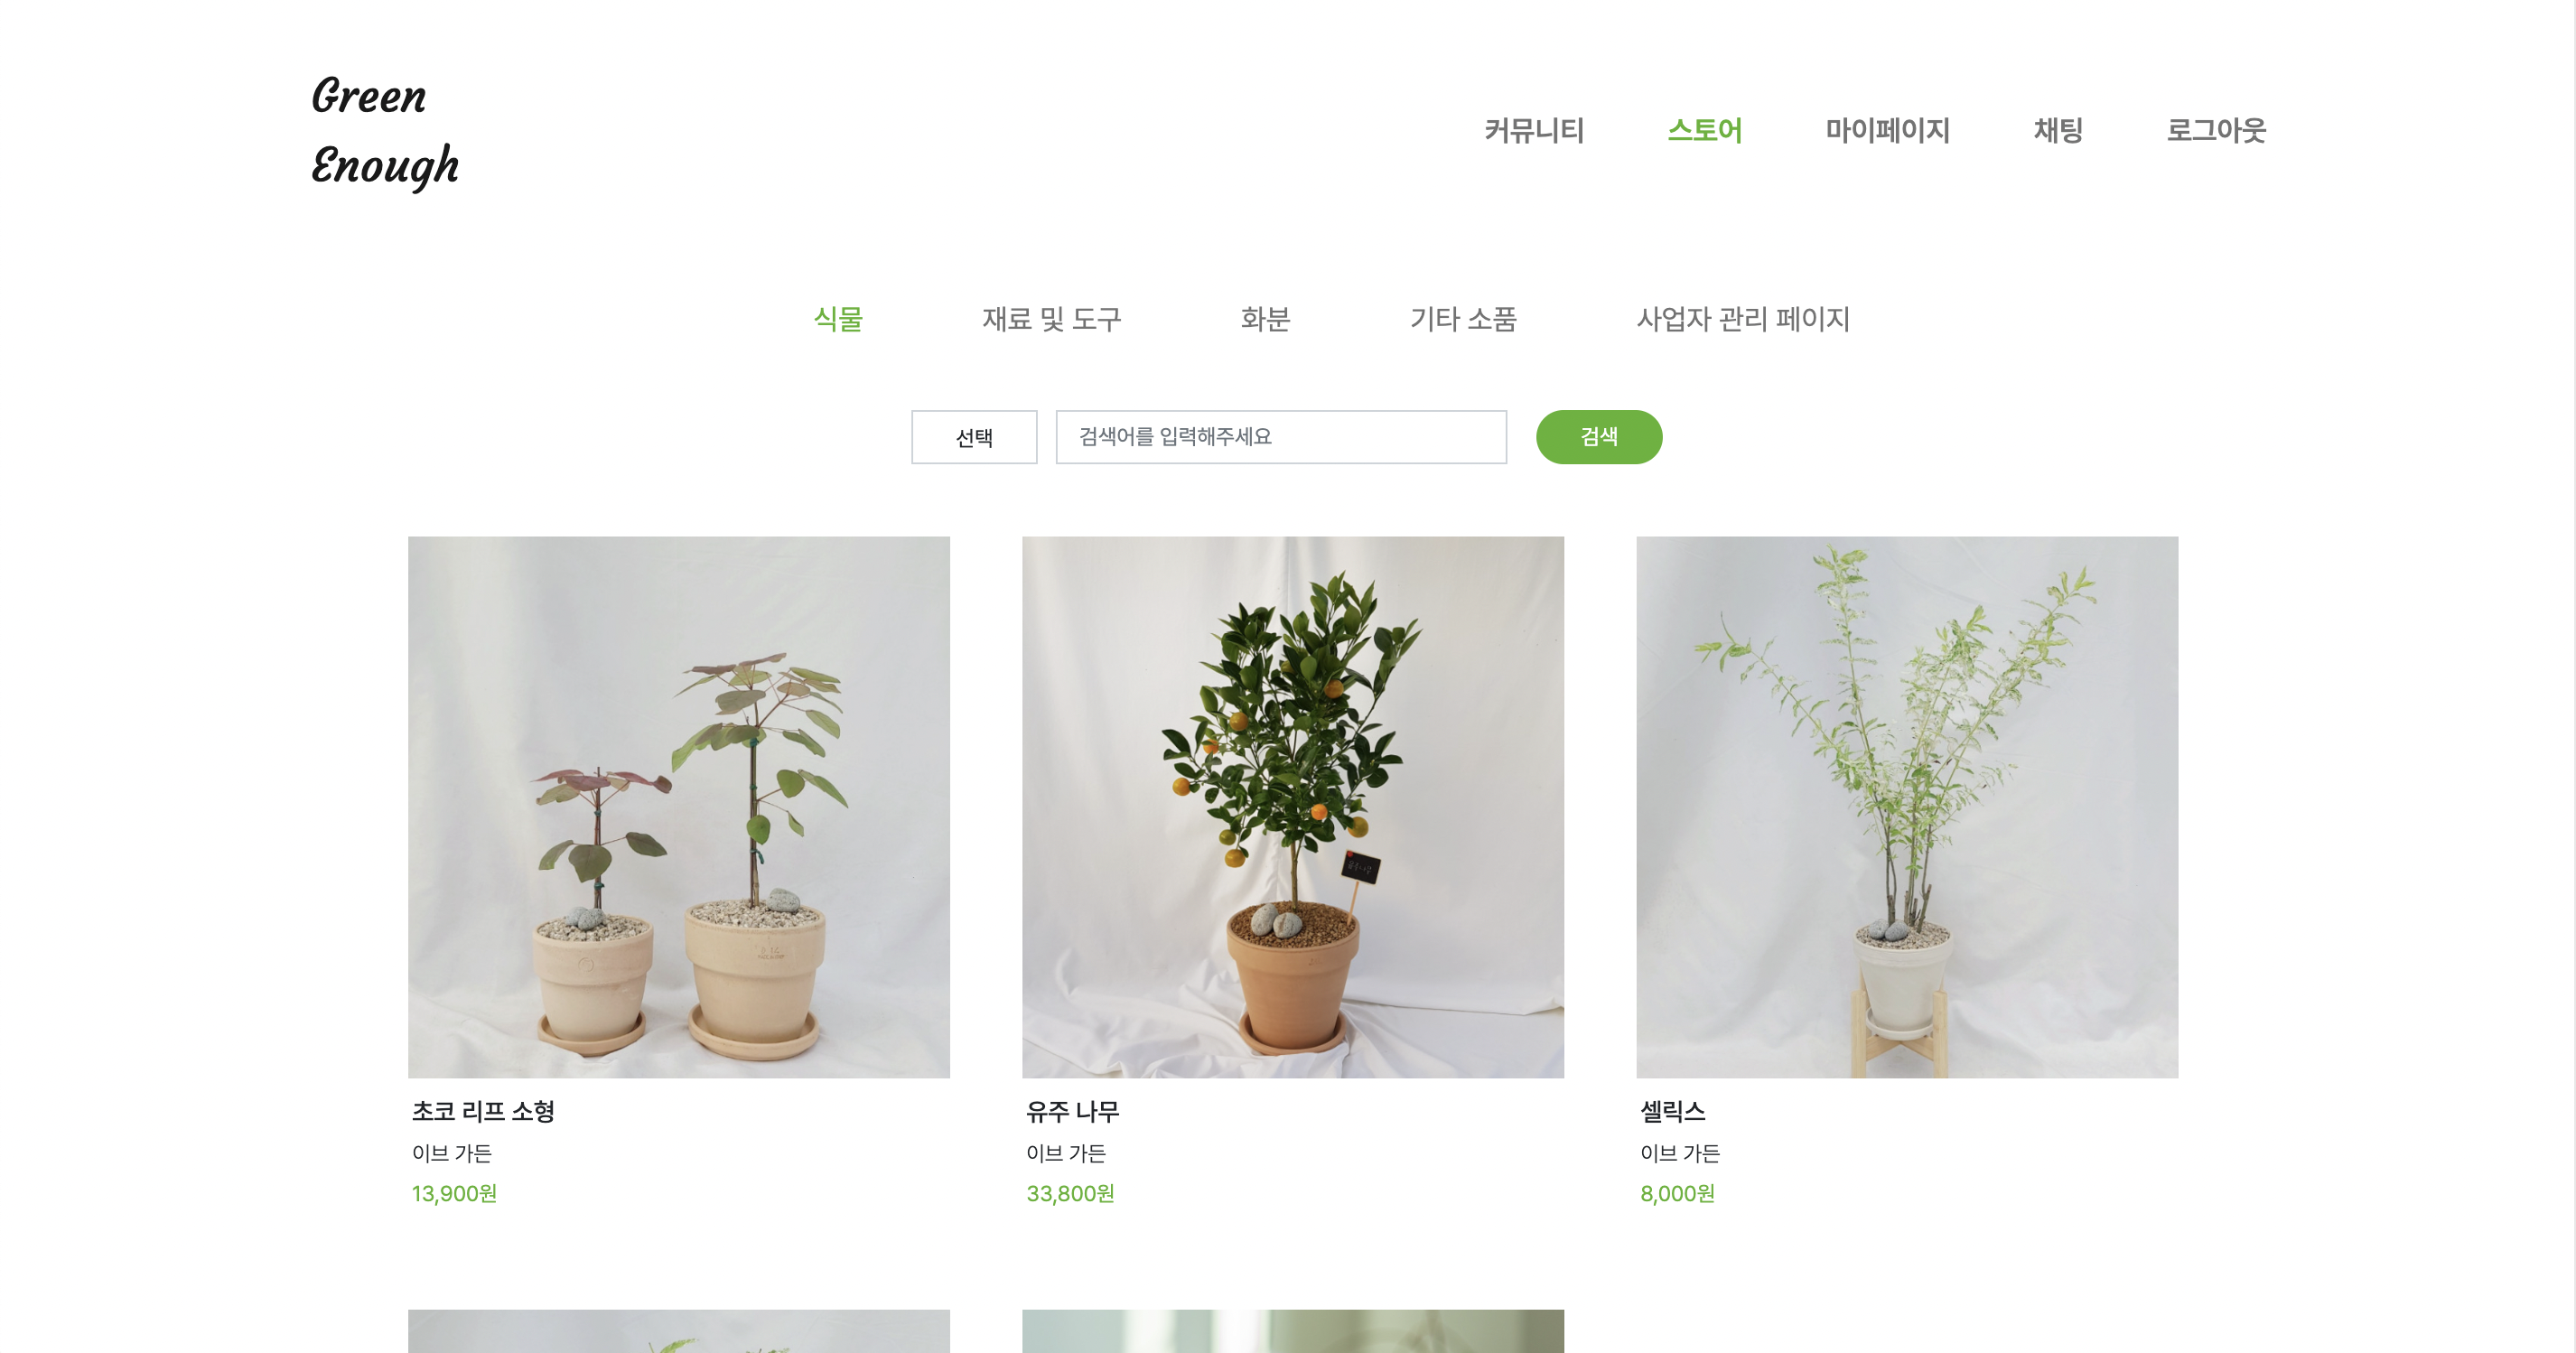 Green
Enough
커뮤니티 스토어 마이페이지 채팅 로그아웃
식물 재료 및 도구 화분 기타 소품 사업자 관리 페이지
선택 검색어를 입력해주세요 검색
초코 리프 소형
이브 가든
13,900원
유주 나무
이브 가든
33,800원
셀릭스
이브 가든
8,000원